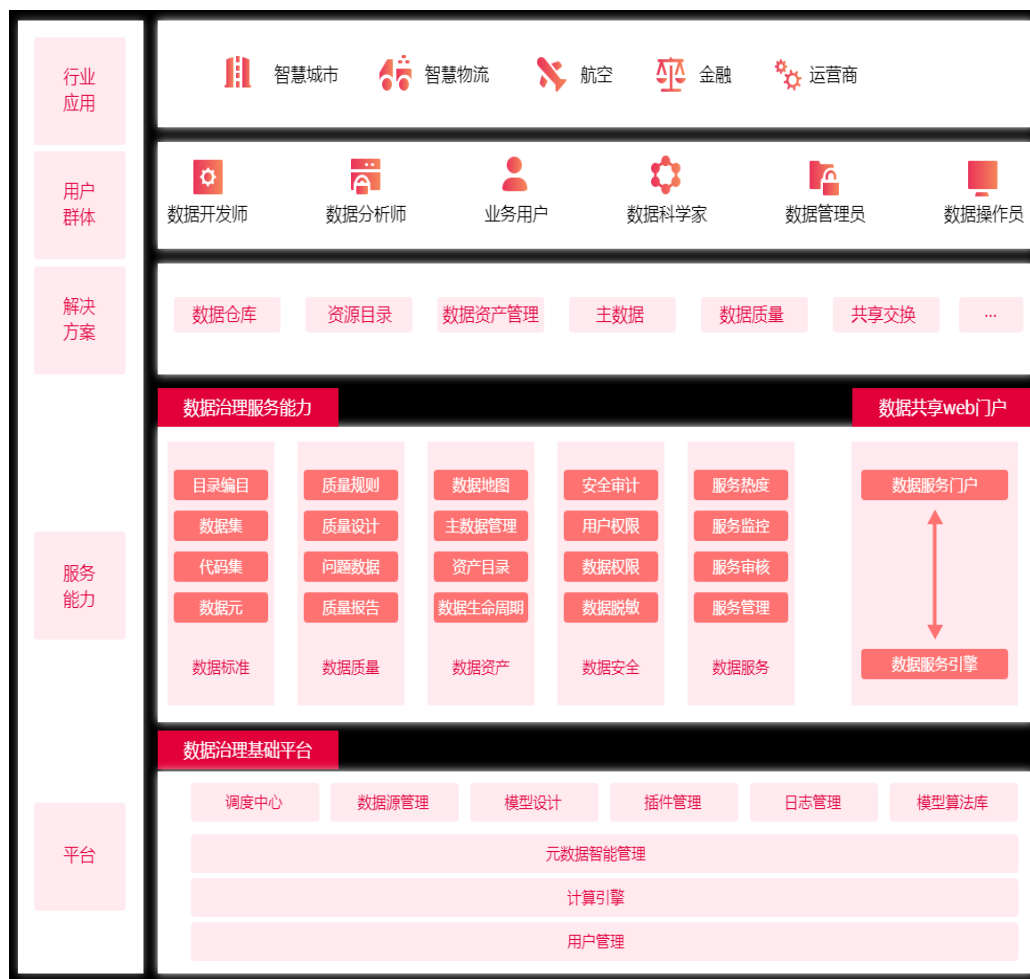 行业
应用
智慧城市 智慧物流 航空 金融 运营商
用户
群体
数据开发师 数据分析师 业务用户 数据科学家 数据管理员 数据操作员
解决
方案
数据仓库 资源目录 数据资产管理 主数据 数据质量 共享交换 ...
数据治理服务能力 数据共享web门户
服务
能力
目录编目 质量规则 数据地图 安全审计 服务热度 数据服务门户
数据集 质量设计 主数据管理 用户权限 服务监控
代码集 问题数据 资产目录 数据权限 服务审核
数据元 质量报告 数据生命周期 数据脱敏 服务管理
数据标准 数据质量 数据资产 数据安全 数据服务 数据服务引擎
数据治理基础平台
平台
调度中心 数据源管理 模型设计 插件管理 日志管理 模型算法库
元数据智能管理
计算引擎
用户管理